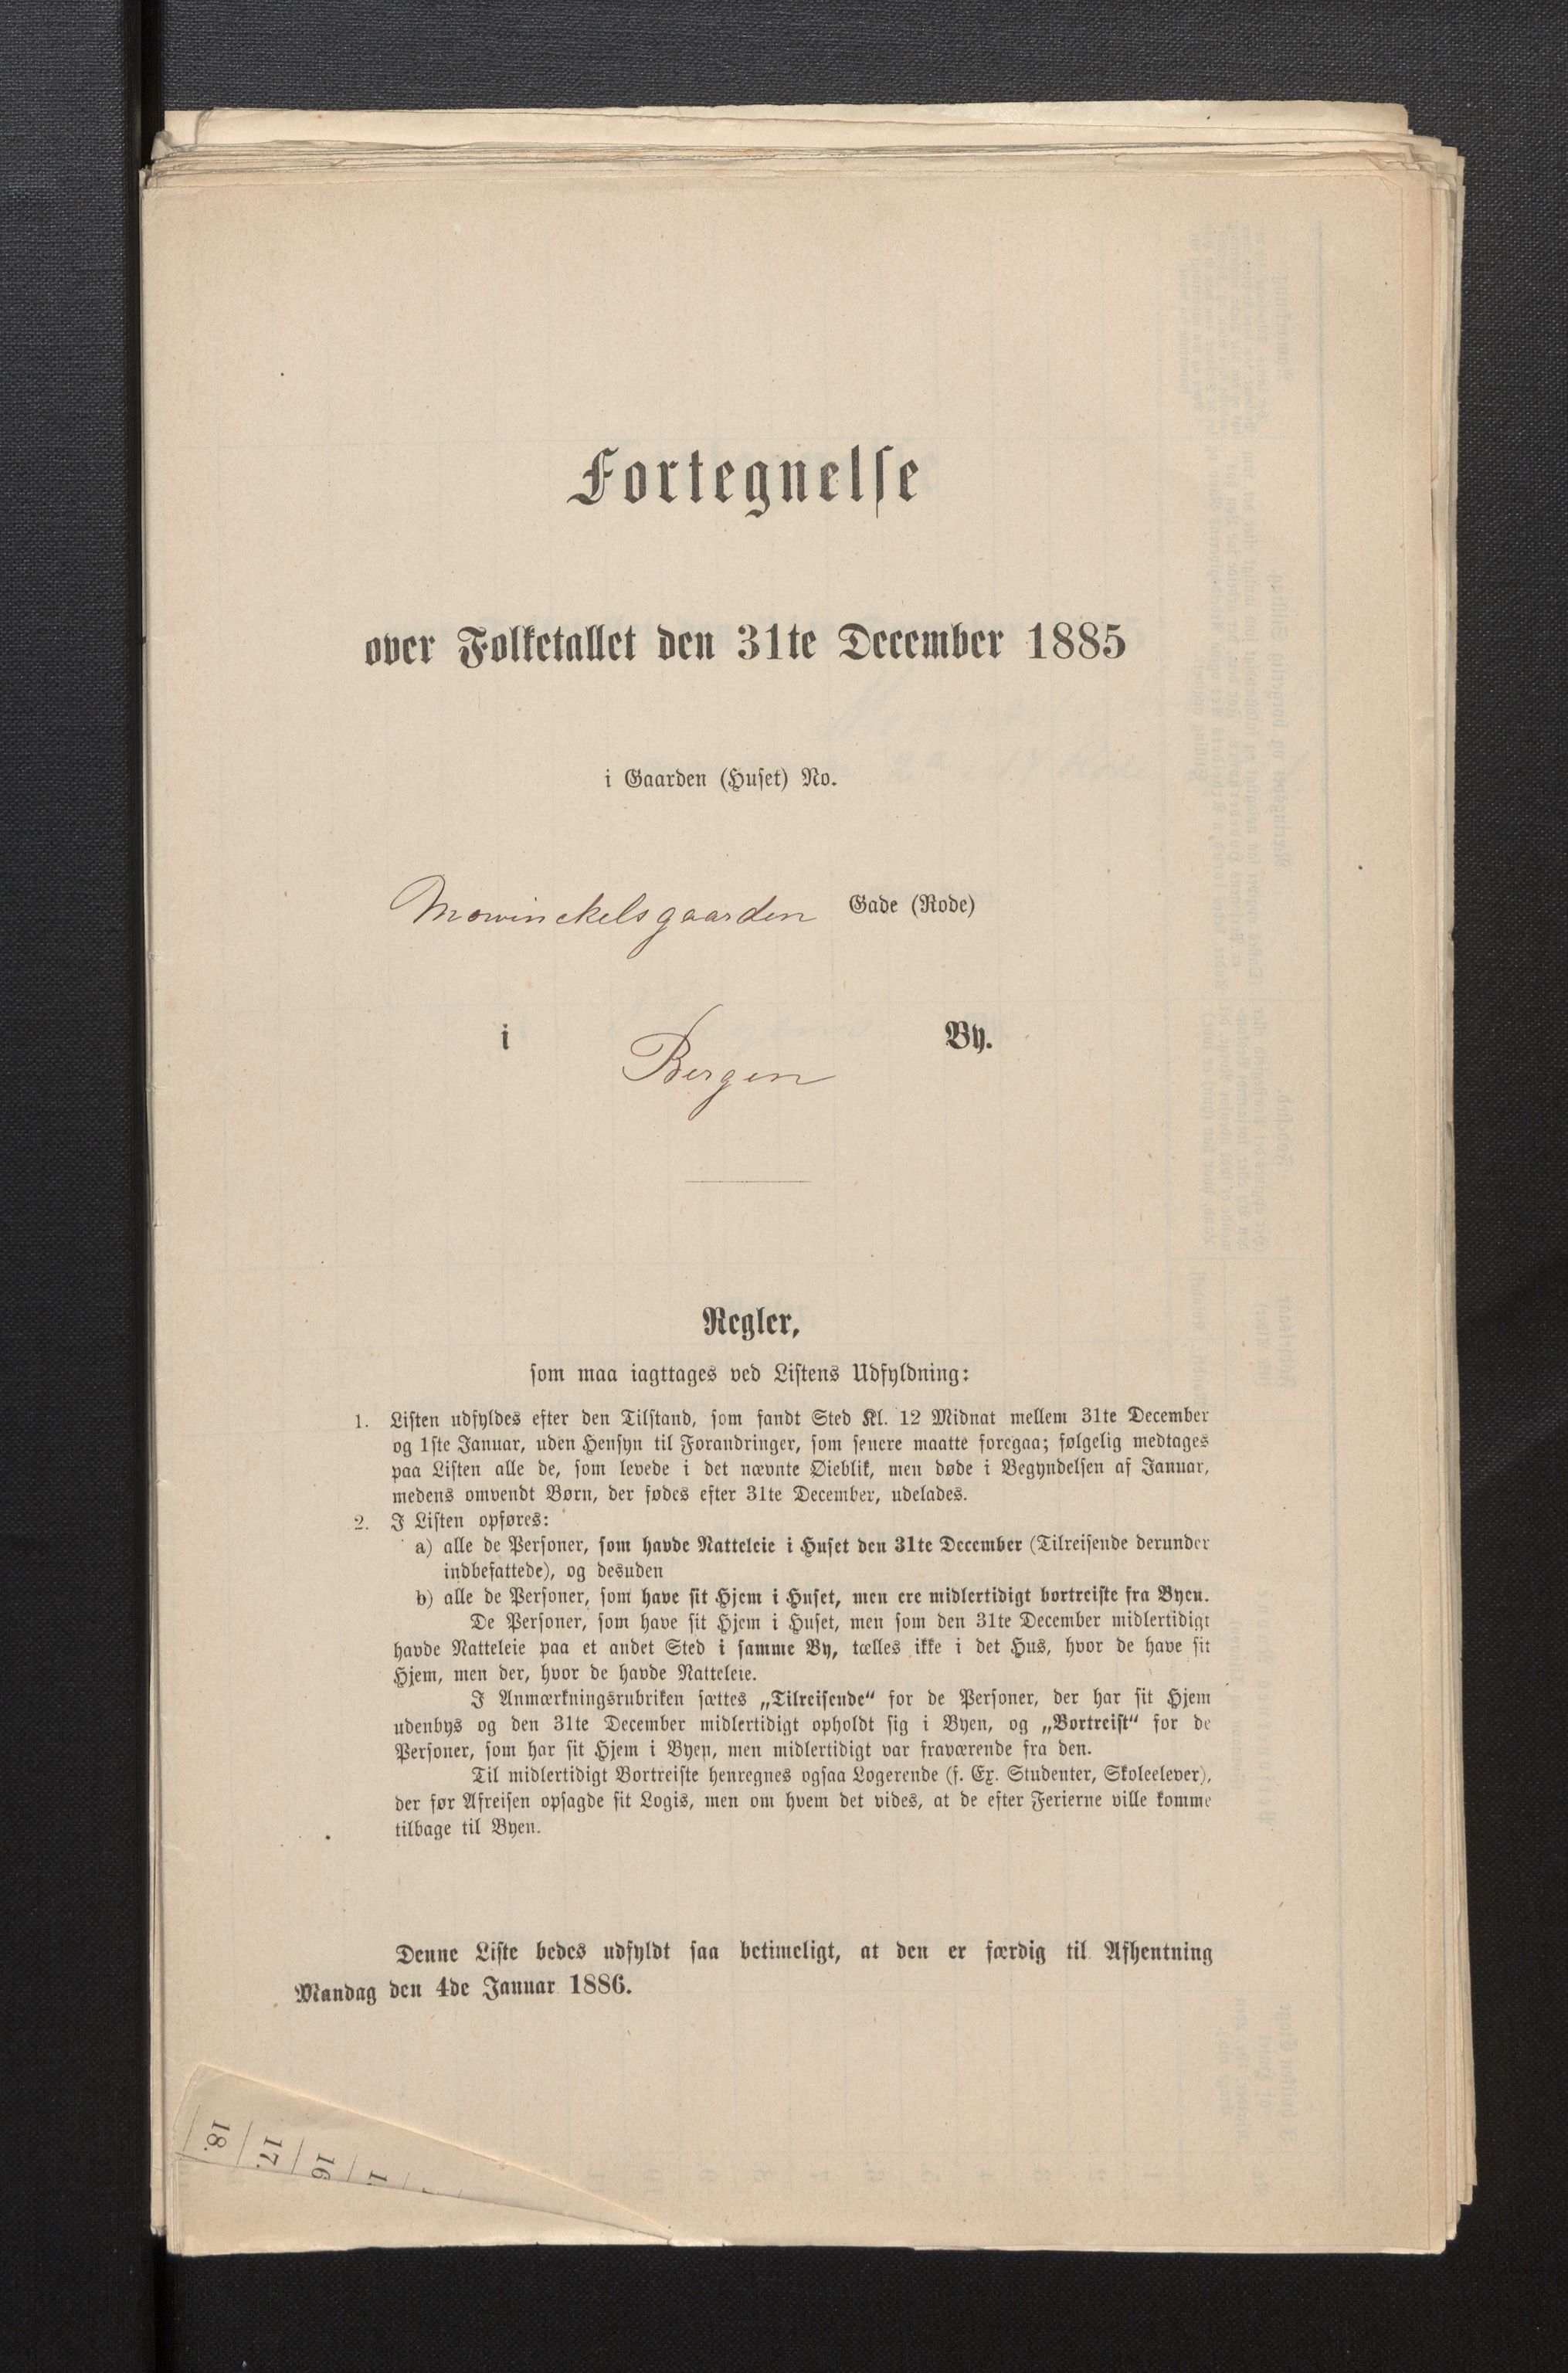 Fortegnelse
over Folketallet den 31te December 1885
i Gaarden (Huset) No.
Mowinckelsgaarden Gade (Rode)
i Bergen By.
Regler,
som maa iagttages ved Listens Udfyldning:
1. Listen udfyldes efter den Tilstand, som fandt Sted Kl. 12 Midnat mellem 31te December
og 1ste Januar, uden Hensyn til Forandringer, som senere maatte foregaa; følgelig medtages
paa Listen alle de, som levede i det nævnte Øieblik, men døde i Begyndelsen af Januar,
medens omvendt Børn, der fødes efter 31te December, udelades.
2. I Listen opføres:
a) alle de Personer, som havde Natteleie i Huset den 31te December (Tilreisende derunder
indbefattede), og desuden
b) alle de Personer, som have sit Hjem i Huset, men ere midlertidigt bortreiste fra Byen.
De Personer, som have sit Hjem i Huset, men som den 31te December midlertidigt
havde Natteleie paa et andet Sted i samme By, tælles ikke i det Hus, hvor de have sit
Hjem, men der, hvor de havde Natteleie.
I Anmærkningsrubriken sættes „Tilreisende“ for de Personer, der har sit Hjem
udenbys og den 31te December midlertidigt opholdt sig i Byen, og „Bortreist“ for de
Personer, som har sit Hjem i Byen, men midlertidigt var fraværende fra den.
Til midlertidigt Bortreiste henregnes ogsaa Logerende (f. Ex. Studenter, Skoleelever),
der før Afreisen opsagde sit Logis, men om hvem det vides, at de efter Ferierne ville komme
tilbage til Byen.
Denne Liste bedes udfyldt saa betimeligt, at den er færdig til Afhentning
Mandag den 4de Januar 1886.
18.
17.
16